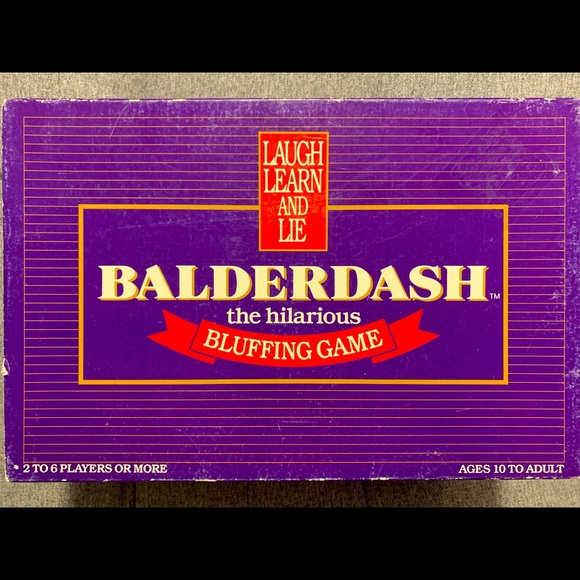 LAUGH
LEARN
AND
LIE
BALDERDASH™
the hilarious
BLUFFING GAME
2 TO 6 PLAYERS OR MORE
AGES 10 TO ADULT